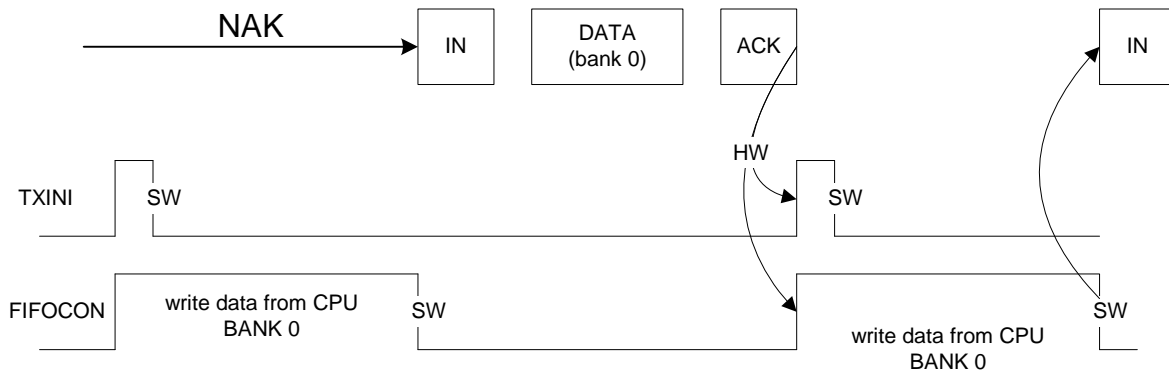 NAK
IN
DATA
(bank 0)
ACK
IN
HW
TXINI
SW
SW
FIFOCON
write data from CPU
BANK 0
SW
write data from CPU
BANK 0
SW